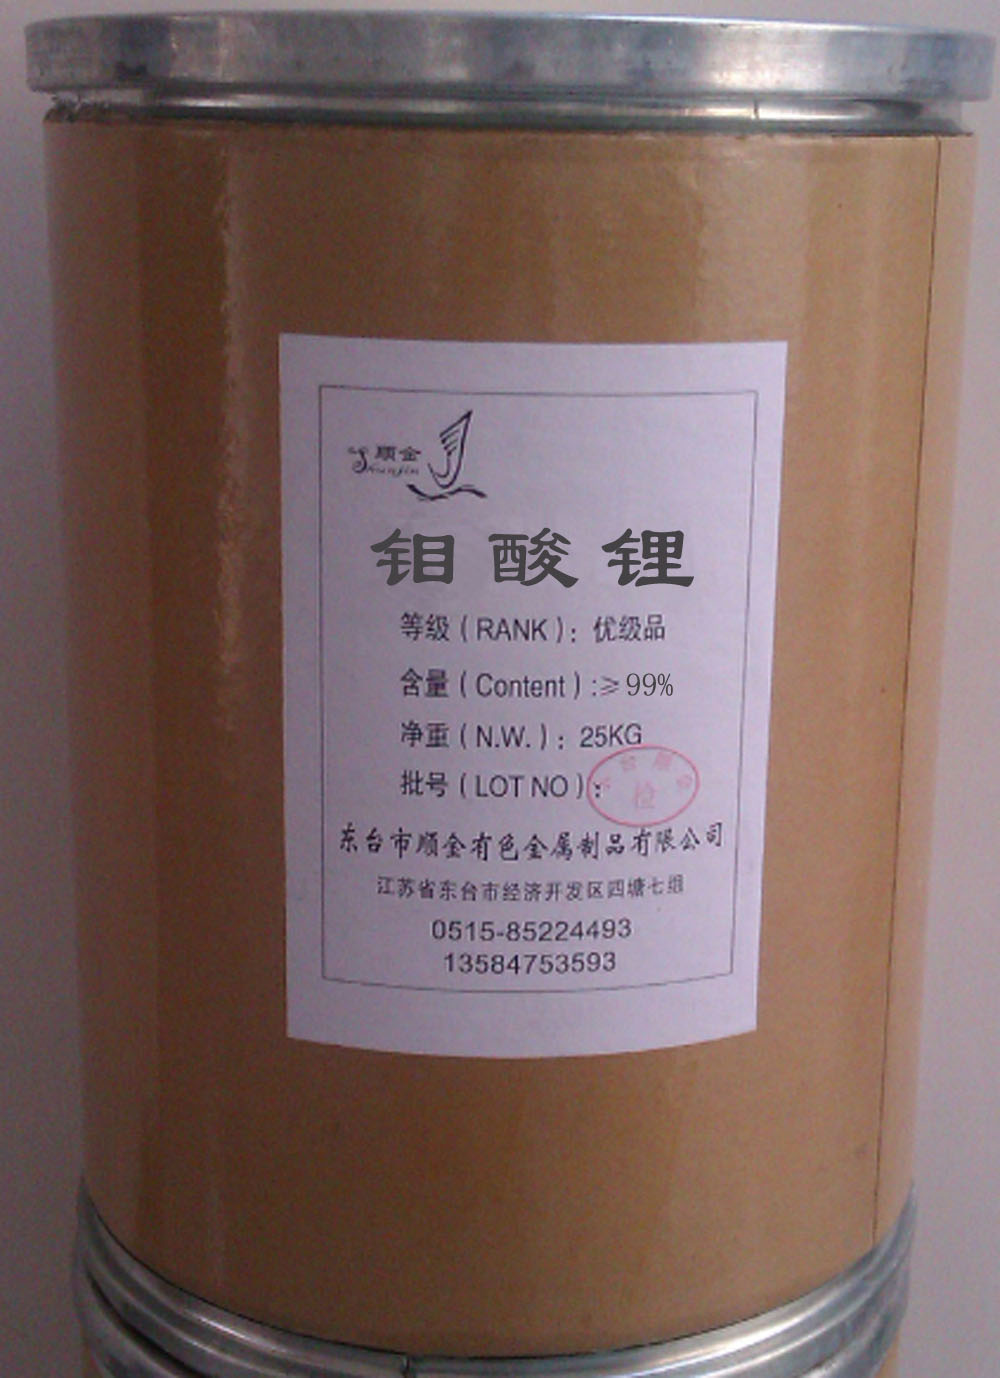 顺金
Shunjin
钼酸锂
等级(RANK)：优级品
含量(Content):≥99%
净重(N.W.)：25KG
批号(LOT NO)：
检
东台市顺金有色金属制品有限公司
江苏省东台市经济开发区四塘七组
0515-85224493
13584753593